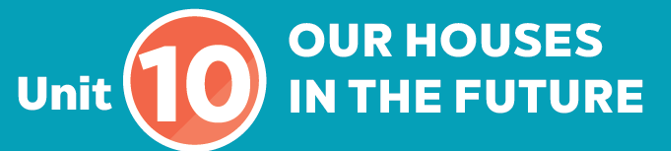 Unit 10
OUR HOUSES
IN THE FUTURE